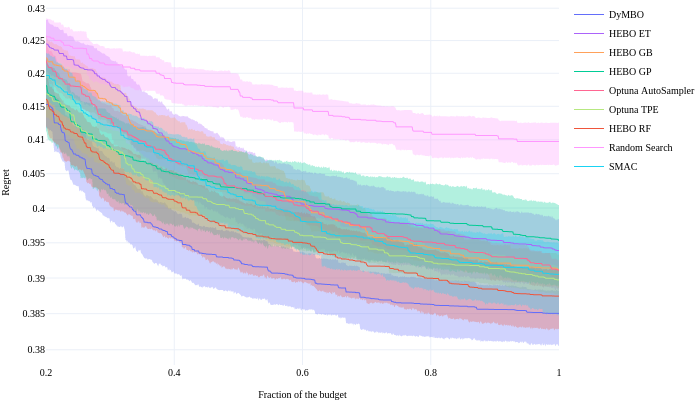 0.43
0.425
0.42
0.415
0.41
0.405
0.4
0.395
0.39
0.385
0.38
Regret
0.2
0.4
0.6
0.8
1
Fraction of the budget
DyMBO
HEBO ET
HEBO GB
HEBO GP
Optuna AutoSampler
Optuna TPE
HEBO RF
Random Search
SMAC